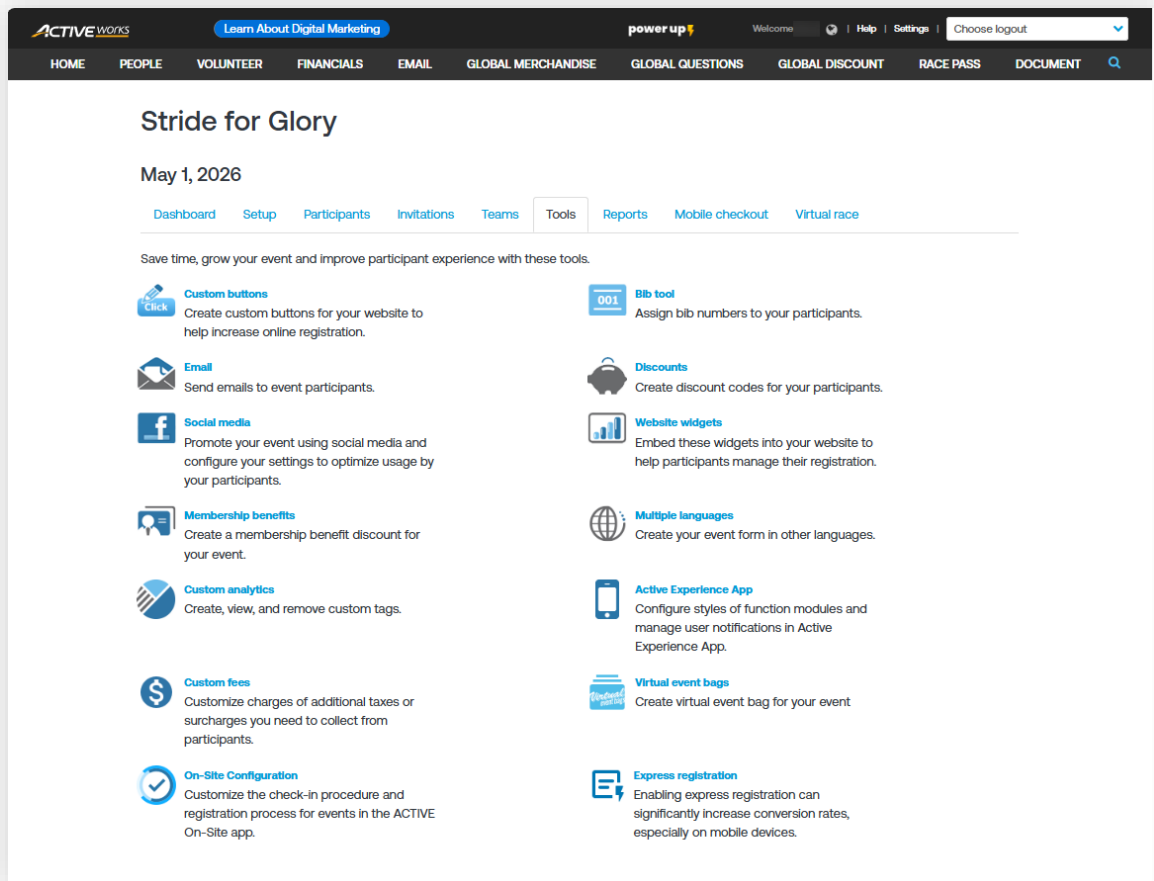 ACTIVE WORKS
Learn About Digital Marketing
power up
Welcome
| Help | Settings |
Choose logout
HOME PEOPLE VOLUNTEER FINANCIALS EMAIL GLOBAL MERCHANDISE GLOBAL QUESTIONS GLOBAL DISCOUNT RACE PASS DOCUMENT
Stride for Glory
May 1, 2026
Dashboard Setup Participants Invitations Teams Tools Reports Mobile checkout Virtual race
Save time, grow your event and improve participant experience with these tools.
Click
Custom buttons
Create custom buttons for your website to
help increase online registration.
001
Bib tool
Assign bib numbers to your participants.
Email
Send emails to event participants.
Discounts
Create discount codes for your participants.
f
Social media
Promote your event using social media and
configure your settings to optimize usage by
your participants.
Website widgets
Embed these widgets into your website to
help participants manage their registration.
Membership benefits
Create a membership benefit discount for
your event.
Multiple languages
Create your event form in other languages.
Custom analytics
Create, view, and remove custom tags.
Active Experience App
Configure styles of function modules and
manage user notifications in Active
Experience App.
$
Custom fees
Customize charges of additional taxes or
surcharges you need to collect from
participants.
Virtual
Virtual event bags
Create virtual event bag for your event
On-Site Configuration
Customize the check-in procedure and
registration process for events in the ACTIVE
On-Site app.
Express registration
Enabling express registration can
significantly increase conversion rates,
especially on mobile devices.